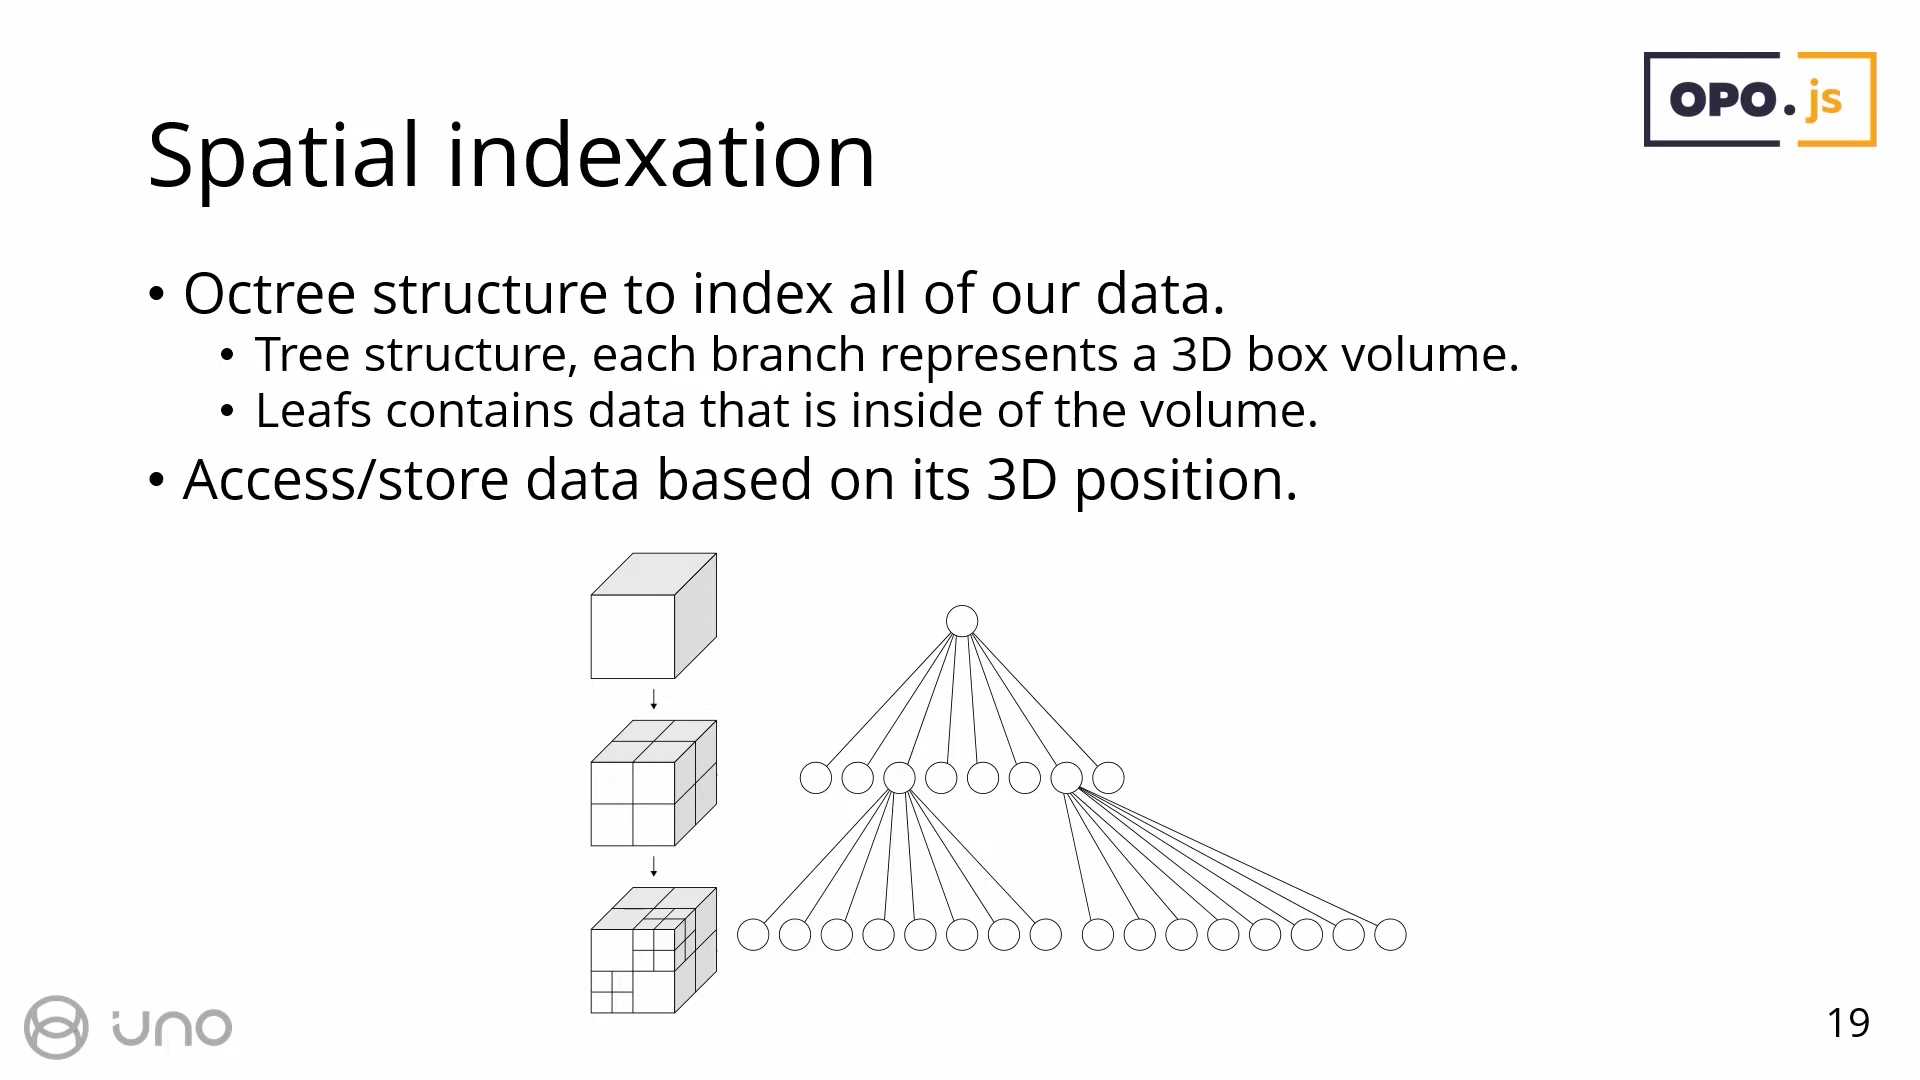 OPO.js
Spatial indexation
• Octree structure to index all of our data.
• Tree structure, each branch represents a 3D box volume.
• Leafs contains data that is inside of the volume.
• Access/store data based on its 3D position.
uno
19